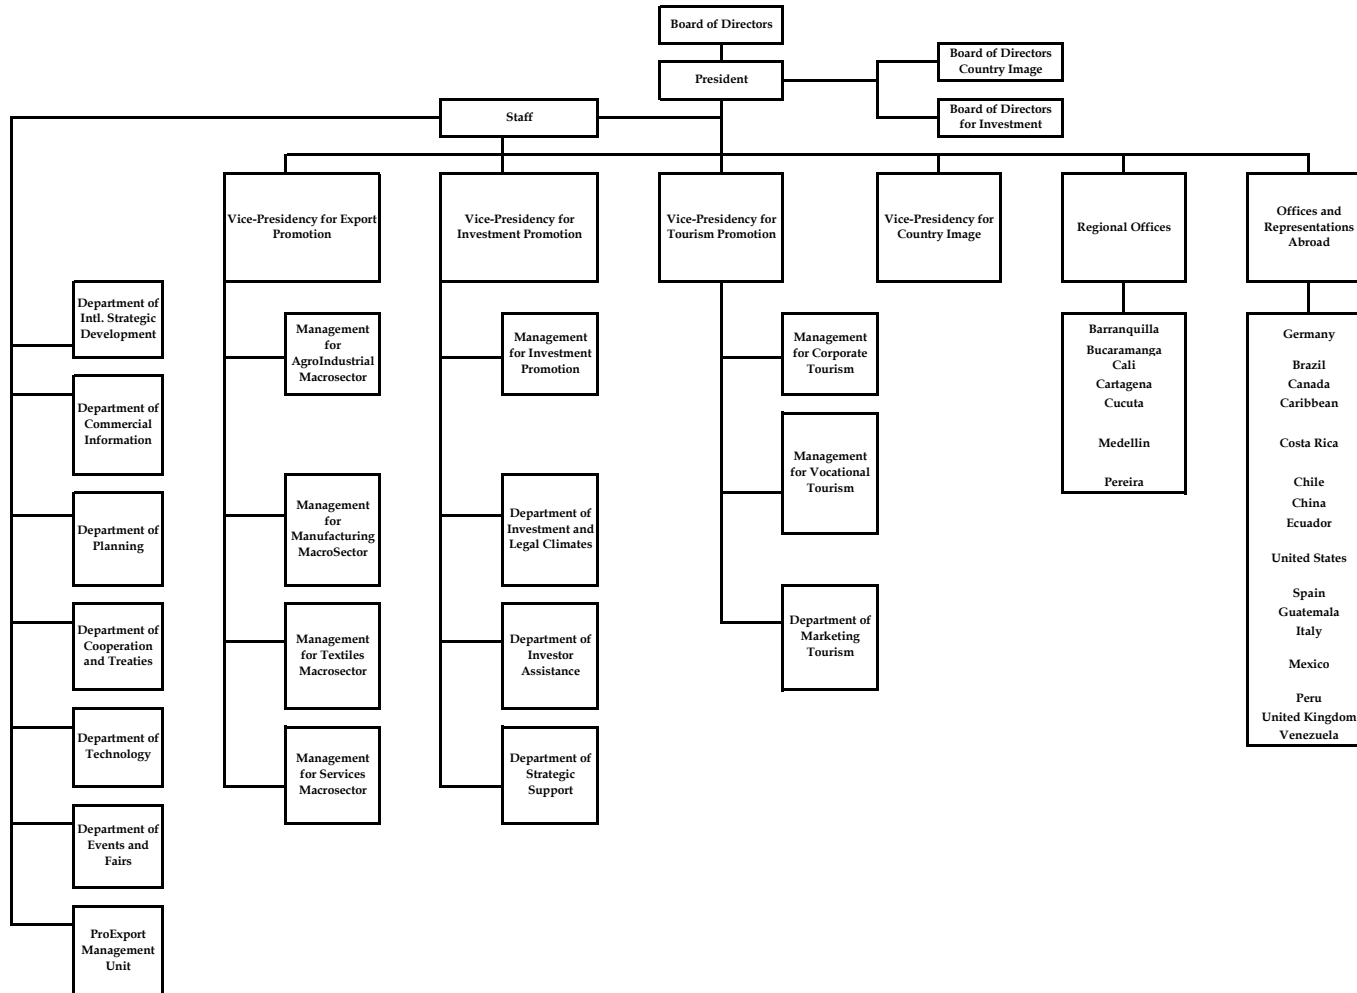 Board of Directors
Board of Directors
Country Image
President
Board of Directors
for Investment
Staff
Vice-Presidency for Export
Promotion
Vice-Presidency for
Investment Promotion
Vice-Presidency for
Tourism Promotion
Vice-Presidency for
Country Image
Regional Offices
Offices and
Representations
Abroad
Department of
Intl. Strategic
Development
Department of
Commercial
Information
Department of
Planning
Department of
Cooperation
and Treaties
Department of
Technology
Department of
Events and
Fairs
ProExport
Management
Unit
Management
for
AgroIndustrial
Macrosector
Management
for
Manufacturing
MacroSector
Management
for Textiles
Macrosector
Management
for Services
Macrosector
Management
for Investment
Promotion
Department of
Investment and
Legal Climates
Department of
Investor
Assistance
Department of
Strategic
Support
Management
for Corporate
Tourism
Management
for Vocational
Tourism
Department of
Marketing
Tourism
Barranquilla
Bucaramanga
Cali
Cartagena
Cucuta
Medellin
Pereira
Germany
Brazil
Canada
Caribbean
Costa Rica
Chile
China
Ecuador
United States
Spain
Guatemala
Italy
Mexico
Peru
United Kingdom
Venezuela